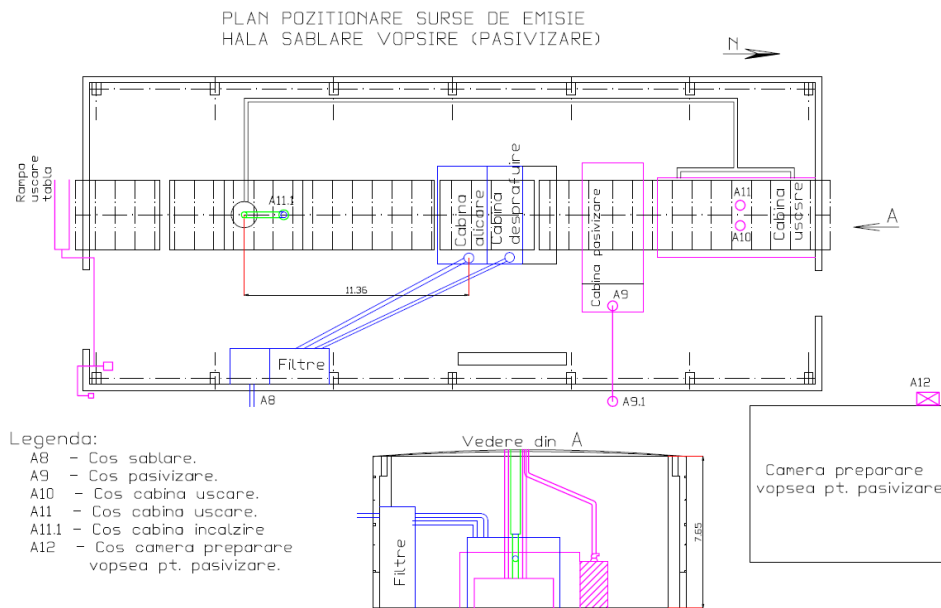 PLAN POZITIONARE SURSE DE EMISIE
HALA SABLARE VOPSIRE (PASIVIZARE)
N
Rampa
uscare
tabla
A11.1
Cabina
alicare
Cabina
desprafuire
Cabina pasivizare
A11
A10
Cabina
uscasre
A
11.36
A9
Filtre
A8
A9.1
A12
Camera preparare
vopsea pt. pasivizare
Legenda:
A8 - Cos sablare.
A9 - Cos pasivizare.
A10 - Cos cabina uscare.
A11 - Cos cabina uscare.
A11.1 - Cos cabina incalzire
A12 - Cos camera preparare
vopsea pt. pasivizare.
Vedere din A
Filtre
7.65